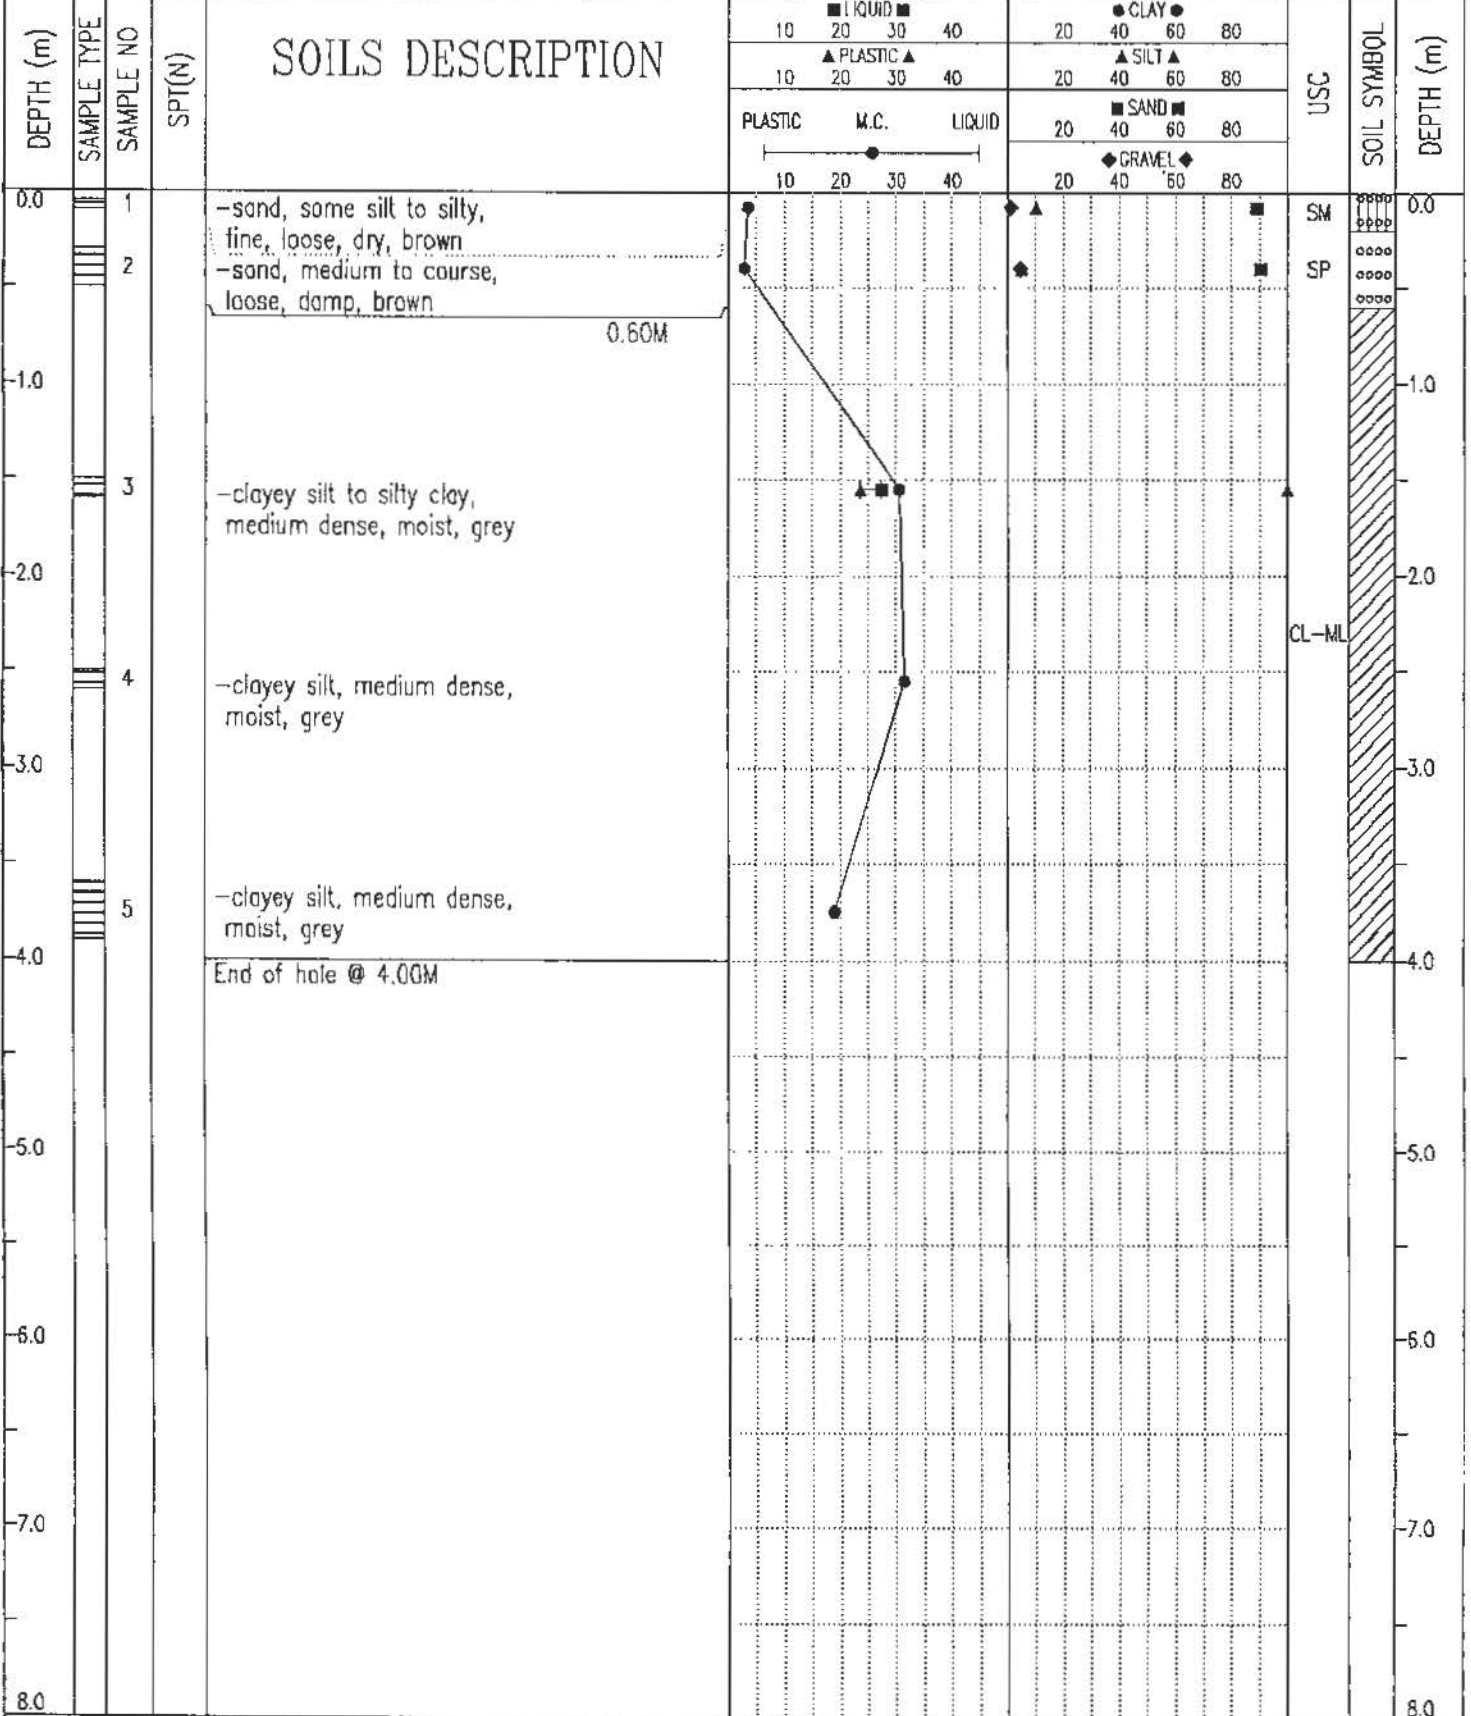 DEPTH (m)
SAMPLE TYPE
SAMPLE NO
SPT(N)
SOILS DESCRIPTION
■ LIQUID ■
10 20 30 40
▲ PLASTIC ▲
10 20 30 40
PLASTIC M.C. LIQUID
10 20 30 40
● CLAY ●
20 40 60 80
▲ SILT ▲
20 40 60 80
■ SAND ■
20 40 60 80
◆ GRAVEL ◆
20 40 60 80
USC
SOIL SYMBOL
DEPTH (m)
0.0 1 -sand, some silt to silty, SM 0.0
fine, loose, dry, brown
2 -sand, medium to course, SP
loose, damp, brown
0.60M
-1.0 -1.0
3 -clayey silt to silty clay,
medium dense, moist, grey
-2.0 -2.0
CL-ML
4 -clayey silt, medium dense,
moist, grey
-3.0 -3.0
5 -clayey silt, medium dense,
moist, grey
-4.0 -4.0
End of hole @ 4.00M
-5.0 -5.0
-6.0 -6.0
-7.0 -7.0
8.0 8.0